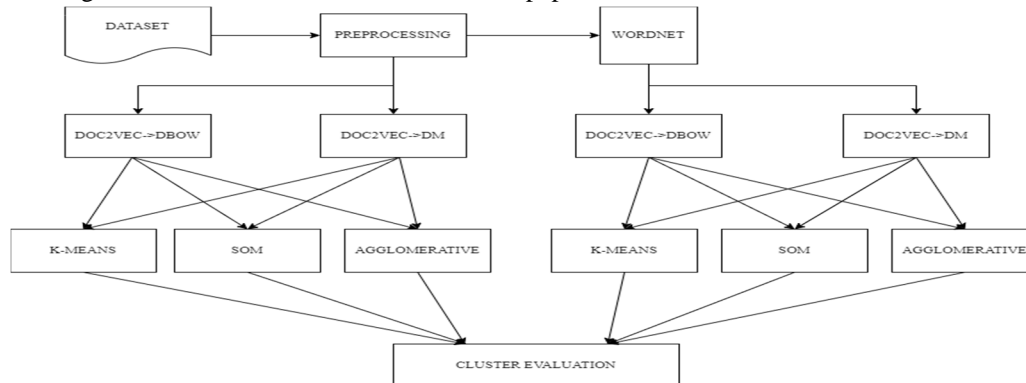 DATASET
PREPROCESSING
WORDNET
DOC2VEC->DBOW
DOC2VEC->DM
DOC2VEC->DBOW
DOC2VEC->DM
K-MEANS
SOM
AGGLOMERATIVE
K-MEANS
SOM
AGGLOMERATIVE
CLUSTER EVALUATION